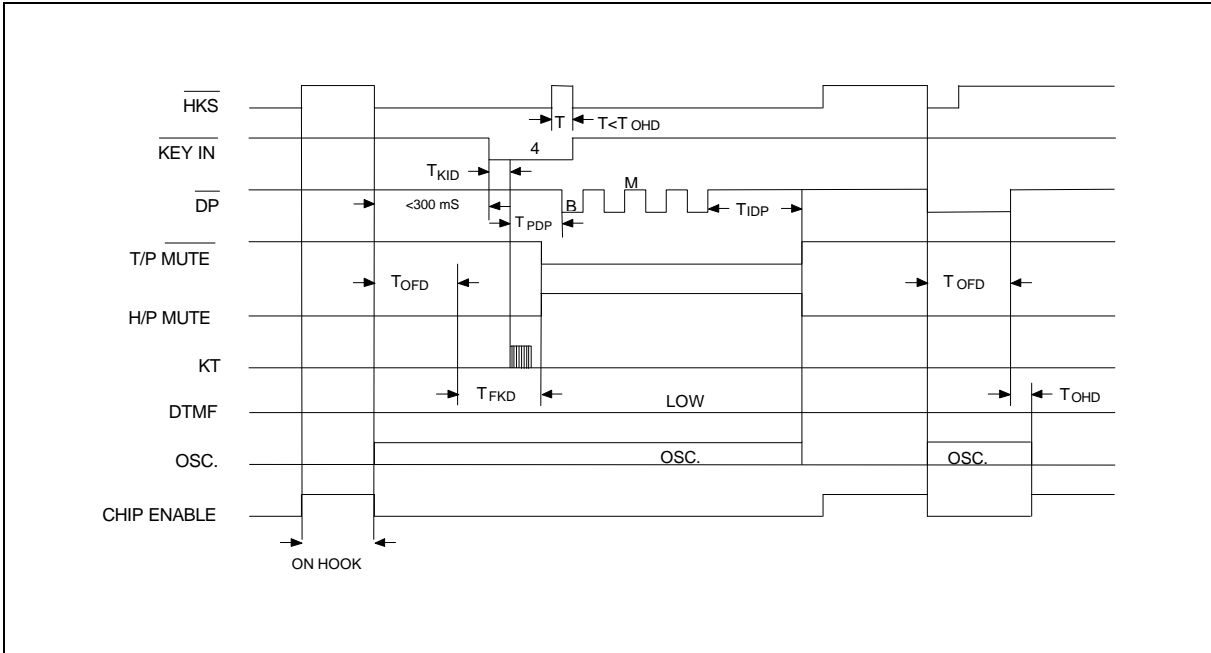 HKS
T T<T OHD
KEY IN
4
T KID
M
DP
<300 mS
B
T IDP
T PDP
T/P MUTE
T OFD
T OFD
H/P MUTE
KT
T FKD
T OHD
LOW
DTMF
OSC.
OSC.
OSC.
CHIP ENABLE
ON HOOK